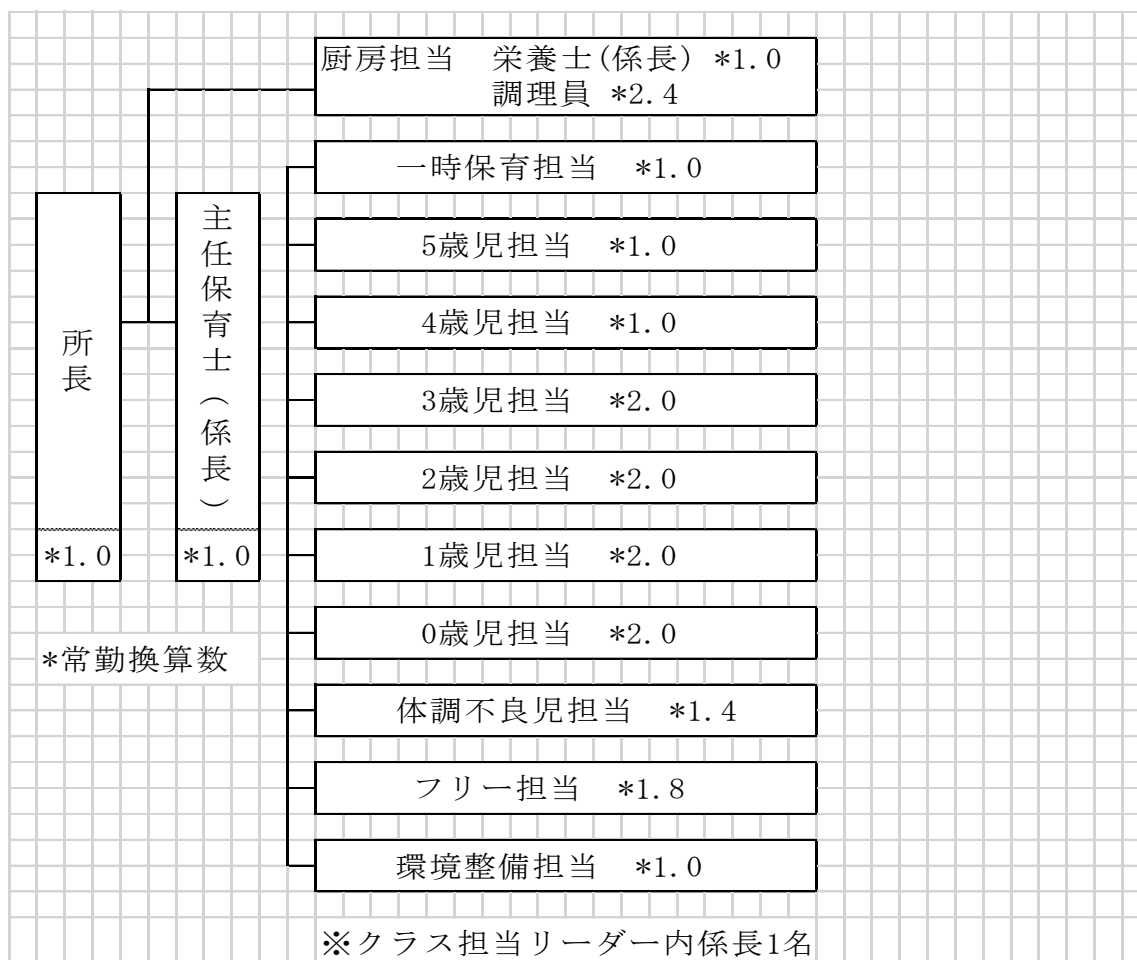 厨房担当　栄養士(係長) *1.0
調理員 *2.4
一時保育担当　*1.0
所長
*1.0
主任保育士(係長)
*1.0
5歳児担当　*1.0
4歳児担当　*1.0
3歳児担当　*2.0
2歳児担当　*2.0
1歳児担当　*2.0
0歳児担当　*2.0
*常勤換算数
体調不良児担当　*1.4
フリー担当　*1.8
環境整備担当　*1.0
※クラス担当リーダー内係長1名